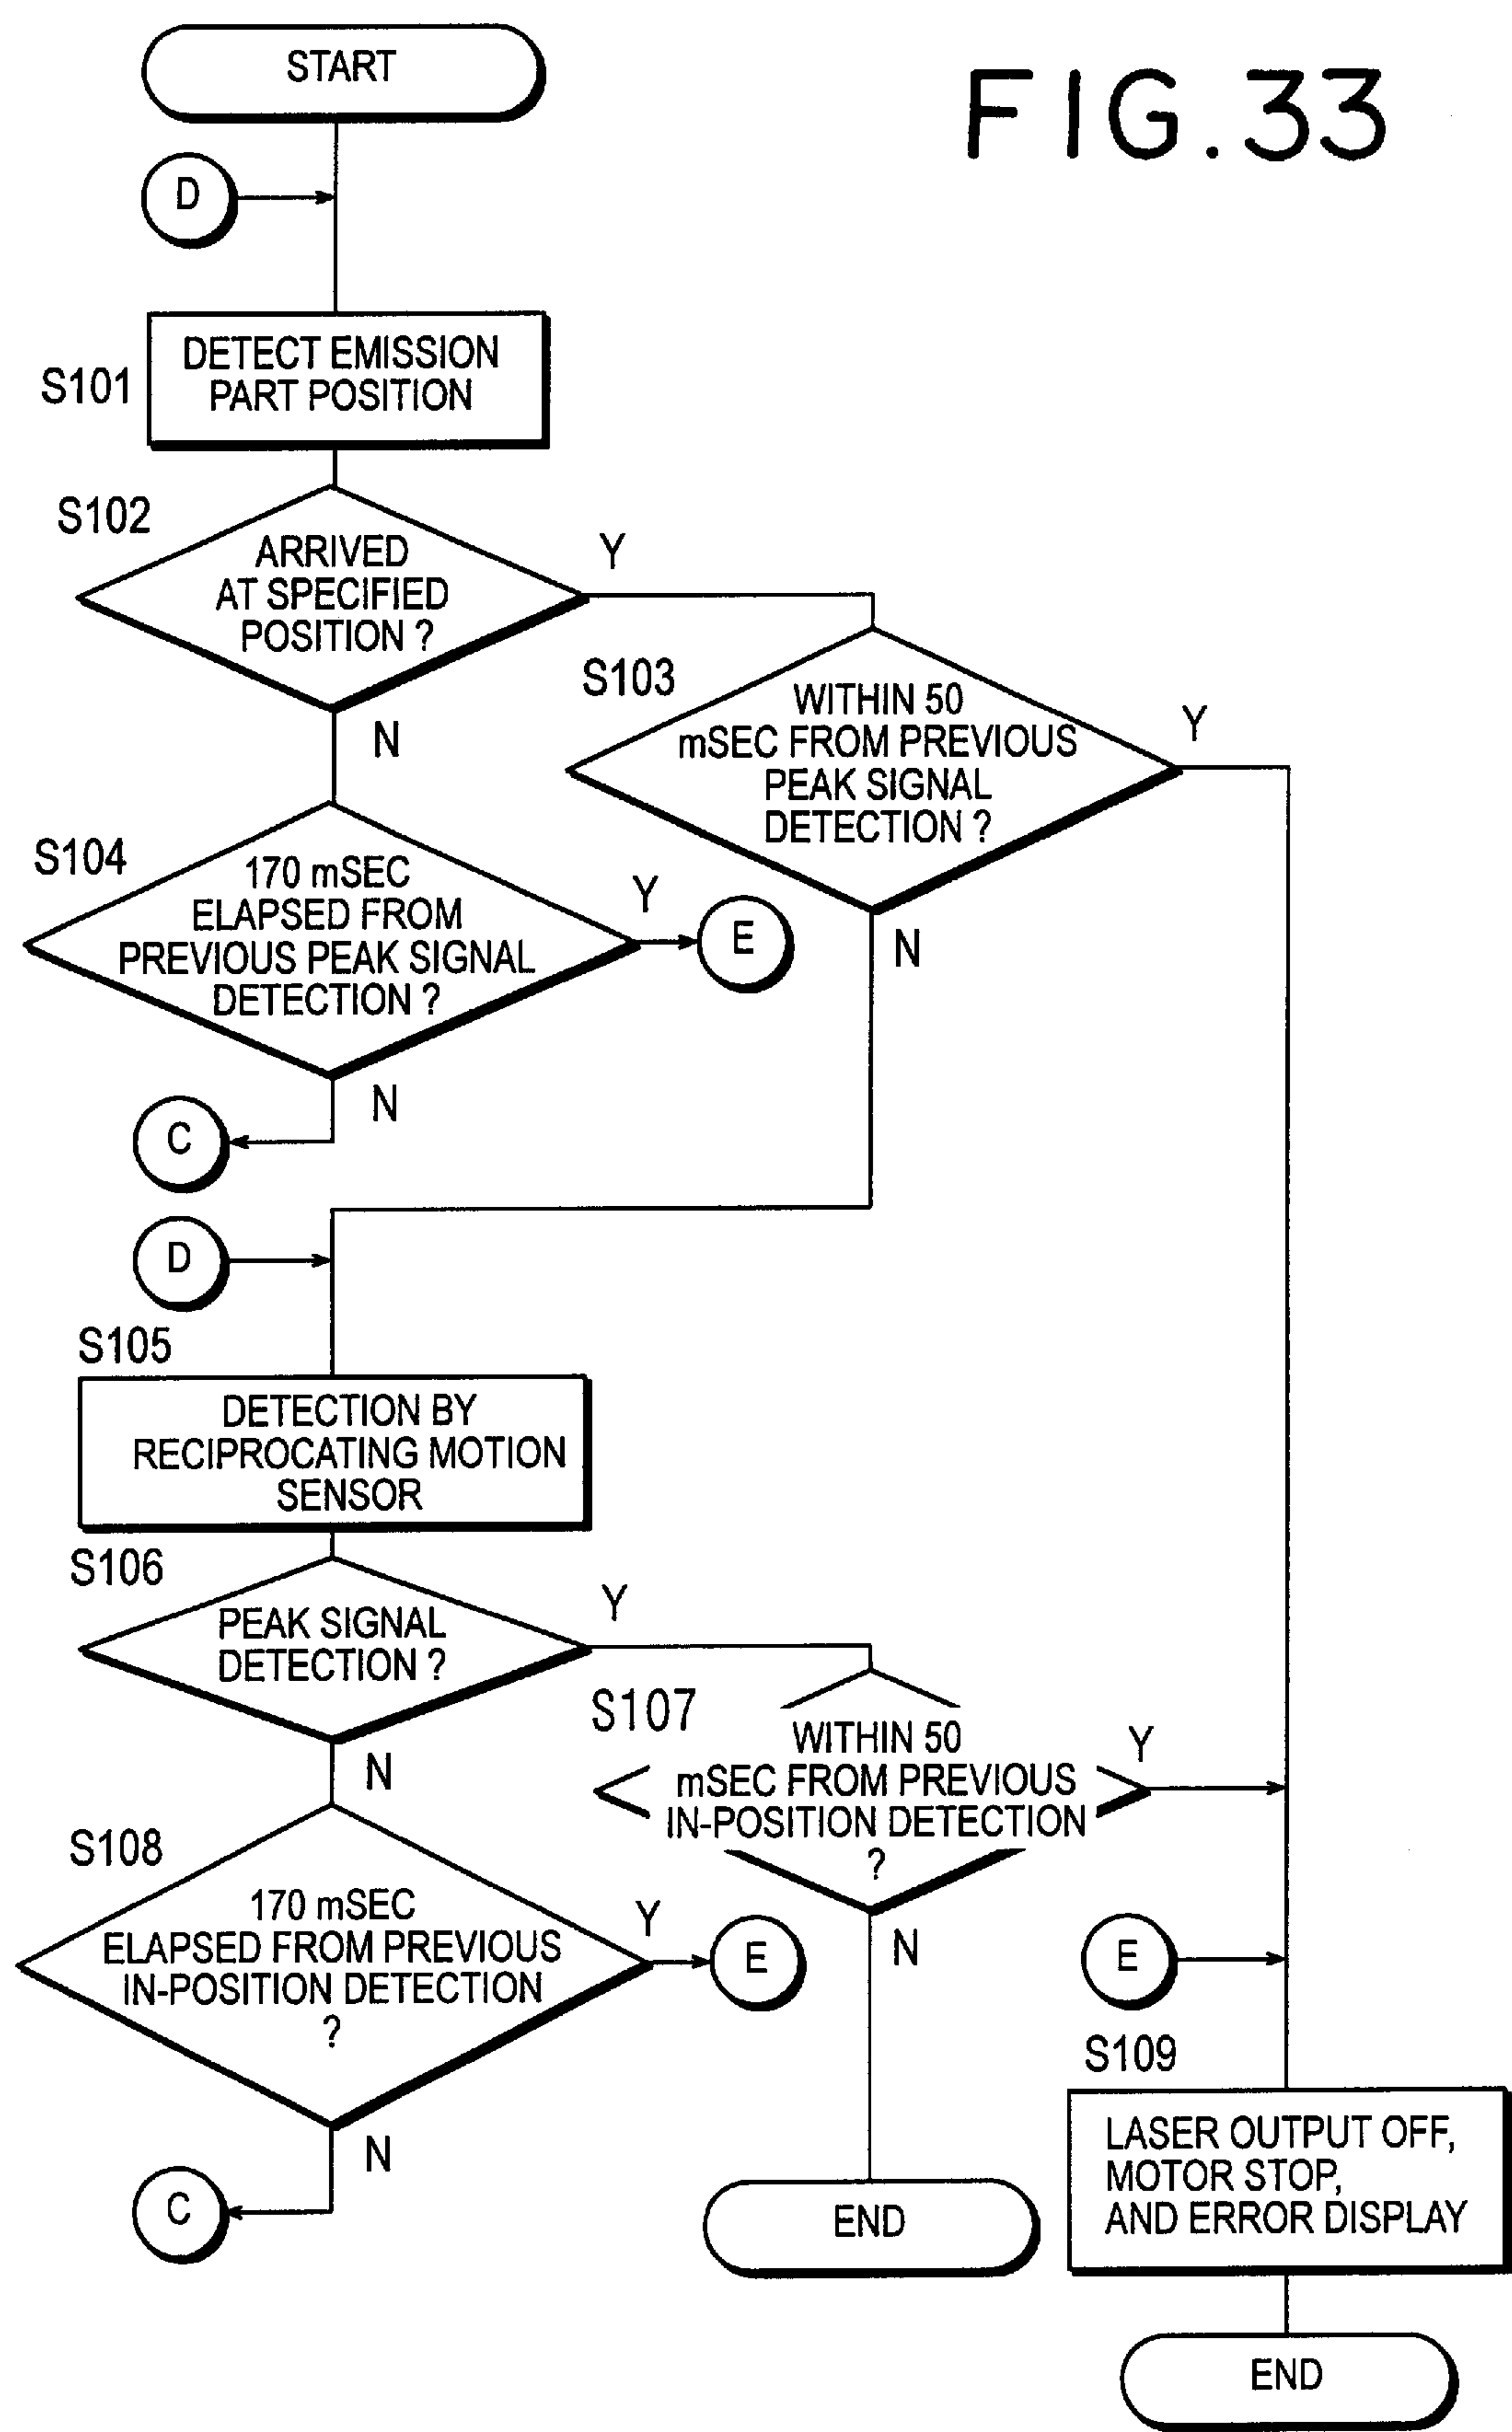 FIG.33
START
D
S101
DETECT EMISSION
PART POSITION
S102
ARRIVED
AT SPECIFIED
POSITION ?
Y
N
S103
WITHIN 50
mSEC FROM PREVIOUS
PEAK SIGNAL
DETECTION ?
Y
N
S104
170 mSEC
ELAPSED FROM
PREVIOUS PEAK SIGNAL
DETECTION ?
Y
E
N
C
D
S105
DETECTION BY
RECIPROCATING MOTION
SENSOR
S106
PEAK SIGNAL
DETECTION ?
Y
N
S107
WITHIN 50
mSEC FROM PREVIOUS
IN-POSITION DETECTION
?
Y
N
S108
170 mSEC
ELAPSED FROM PREVIOUS
IN-POSITION DETECTION
?
Y
E
N
C
END
E
S109
LASER OUTPUT OFF,
MOTOR STOP,
AND ERROR DISPLAY
END